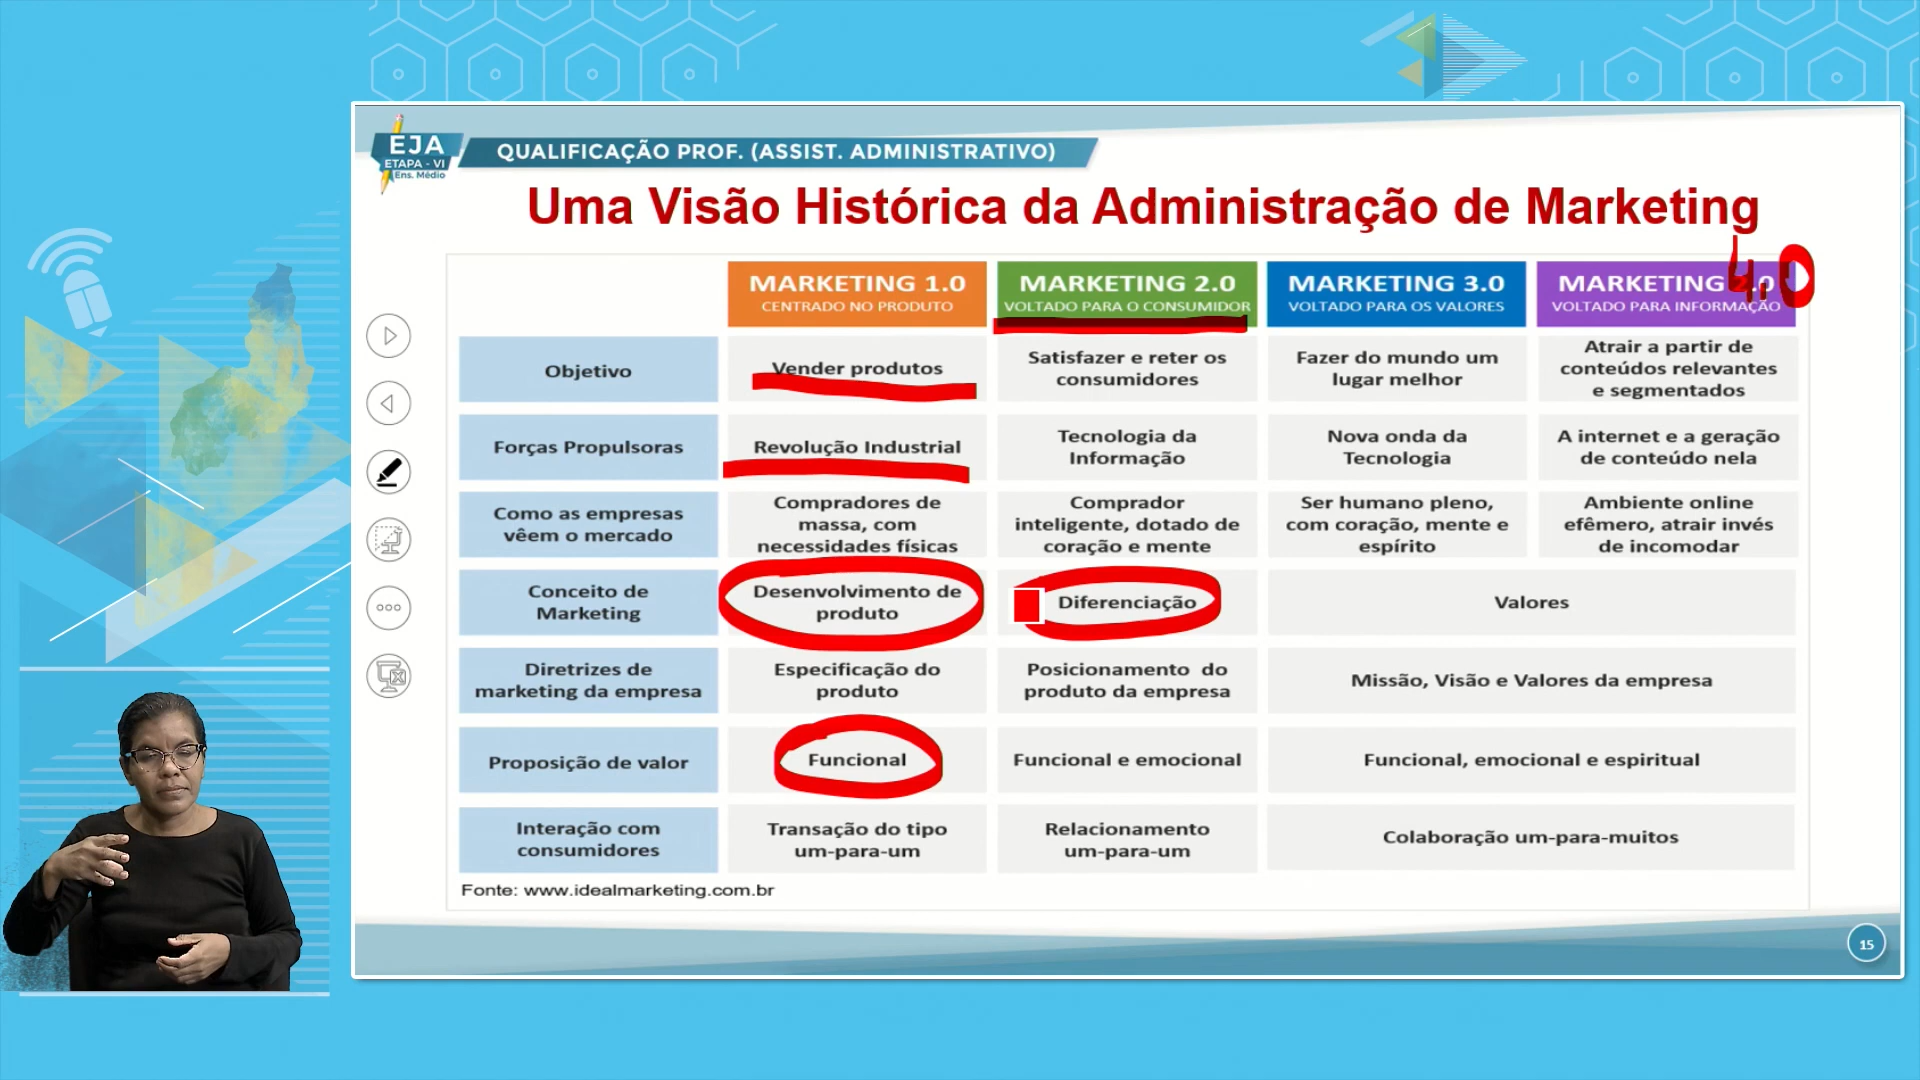 EJA
ETAPA - VI
Ens. Médio
QUALIFICAÇÃO PROF. (ASSIST. ADMINISTRATIVO)
Uma Visão Histórica da Administração de Marketing
4.0
MARKETING 1.0
CENTRADO NO PRODUTO
MARKETING 2.0
VOLTADO PARA O CONSUMIDOR
MARKETING 3.0
VOLTADO PARA OS VALORES
MARKETING 2.0
VOLTADO PARA INFORMAÇÃO
Objetivo
Vender produtos
Satisfazer e reter os
consumidores
Fazer do mundo um
lugar melhor
Atrair a partir de
conteúdos relevantes
e segmentados
Forças Propulsoras
Revolução Industrial
Tecnologia da
Informação
Nova onda da
Tecnologia
A internet e a geração
de conteúdo nela
Como as empresas
vêem o mercado
Compradores de
massa, com
necessidades físicas
Comprador
inteligente, dotado de
coração e mente
Ser humano pleno,
com coração, mente e
espírito
Ambiente online
efêmero, atrair invés
de incomodar
Conceito de
Marketing
Desenvolvimento de
produto
Diferenciação
Valores
Diretrizes de
marketing da empresa
Especificação do
produto
Posicionamento do
produto da empresa
Missão, Visão e Valores da empresa
Proposição de valor
Funcional
Funcional e emocional
Funcional, emocional e espiritual
Interação com
consumidores
Transação do tipo
um-para-um
Relacionamento
um-para-um
Colaboração um-para-muitos
Fonte: www.idealmarketing.com.br
15